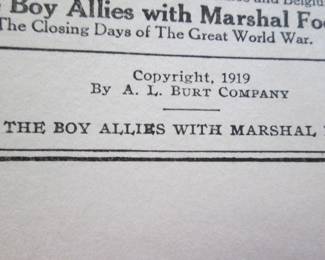 Boy Allies with Marshal
The Closing Days of The Great World War.
Copyright, 1919
By A. L. Burt Company
THE BOY ALLIES WITH MARSHAL